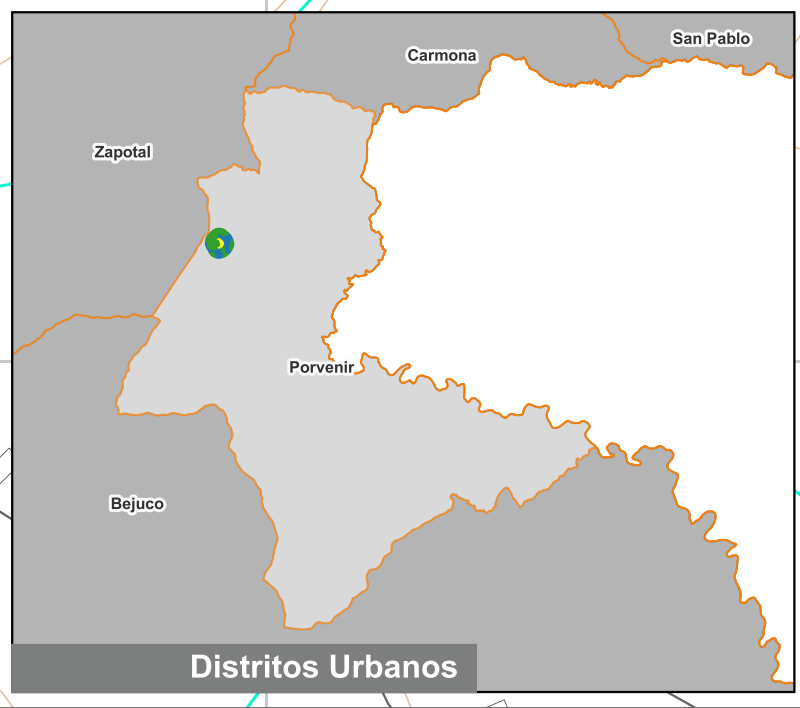 San Pablo
Carmona
Zapotal
Porvenir
Bejuco
Distritos Urbanos